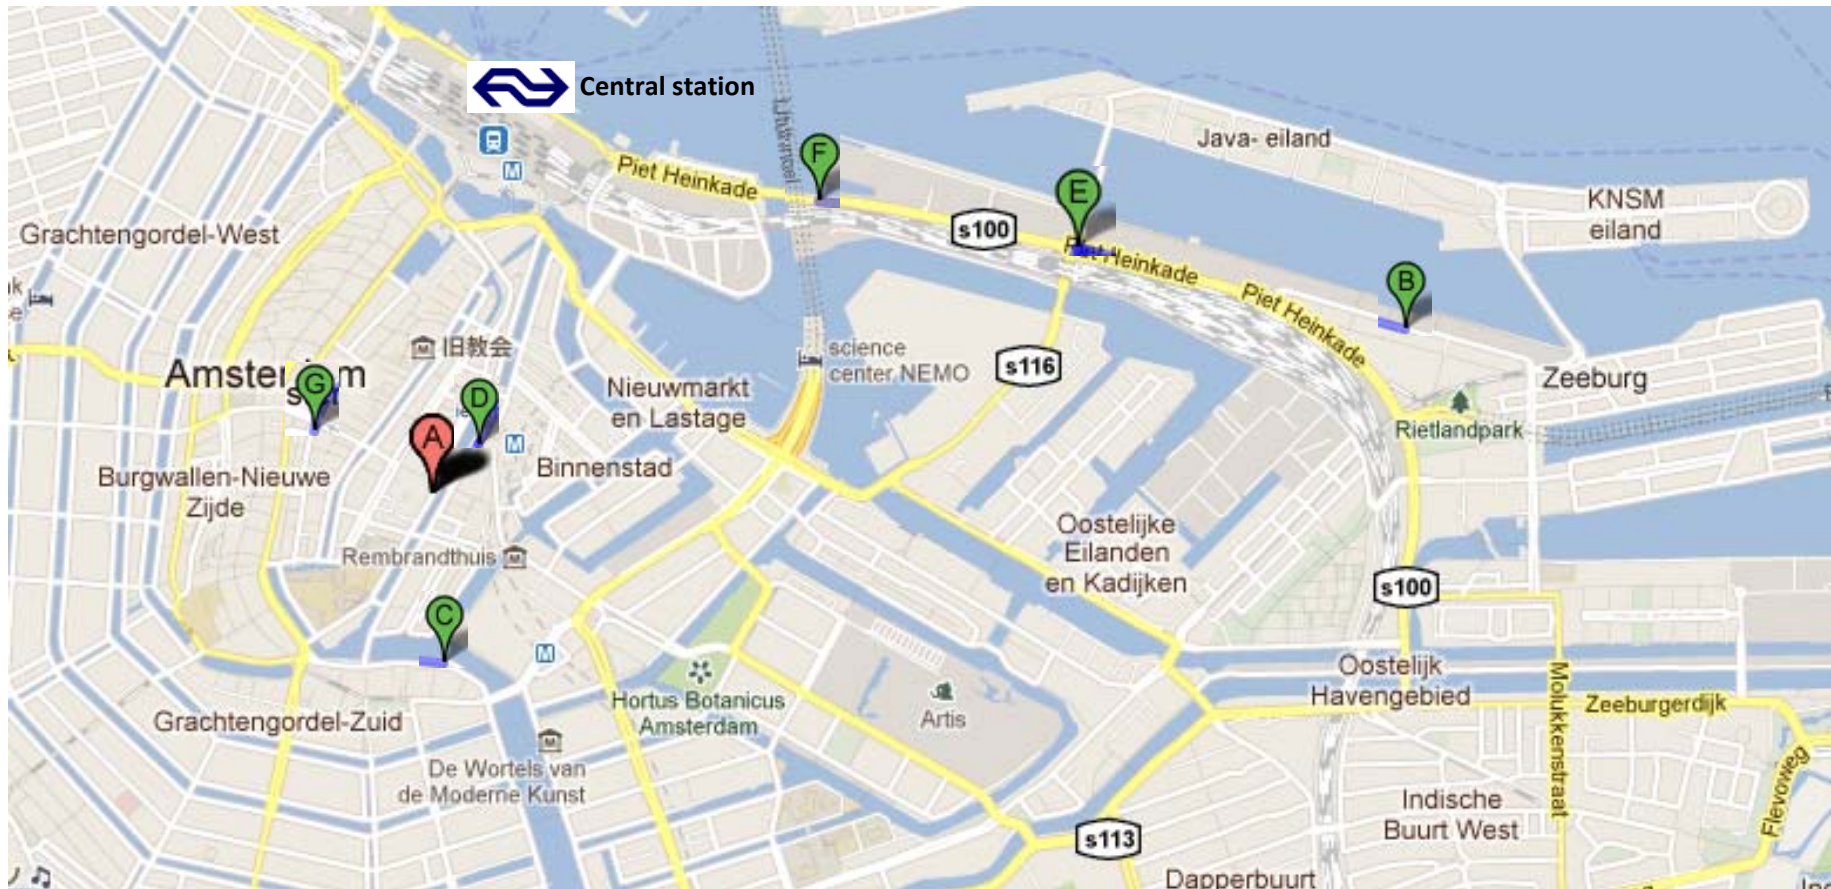 Central station
Java- eiland
IJtunnel
F
Piet Heinkade
E
KNSM
eiland
Grachtengordel-West
s100
Piet Heinkade
B
Piet Heinkade
旧教会
science
center NEMO
s116
Zeeburg
Amster
m
G
D
Nieuwmarkt
en Lastage
M
M
A
Rietlandpark
Burgwallen-Nieuwe
Zijde
Binnenstad
Oostelijke
Eilanden
en Kadijken
Rembrandthuis
s100
C
M
Oostelijk
Havengebied
Molukkenstraat
Zeeburgerdijk
Hortus Botanicus
Amsterdam
Artis
Grachtengordel-Zuid
De Wortels van
de Moderne Kunst
Flevoweg
Indische
Buurt West
s113
Dapperbuurt